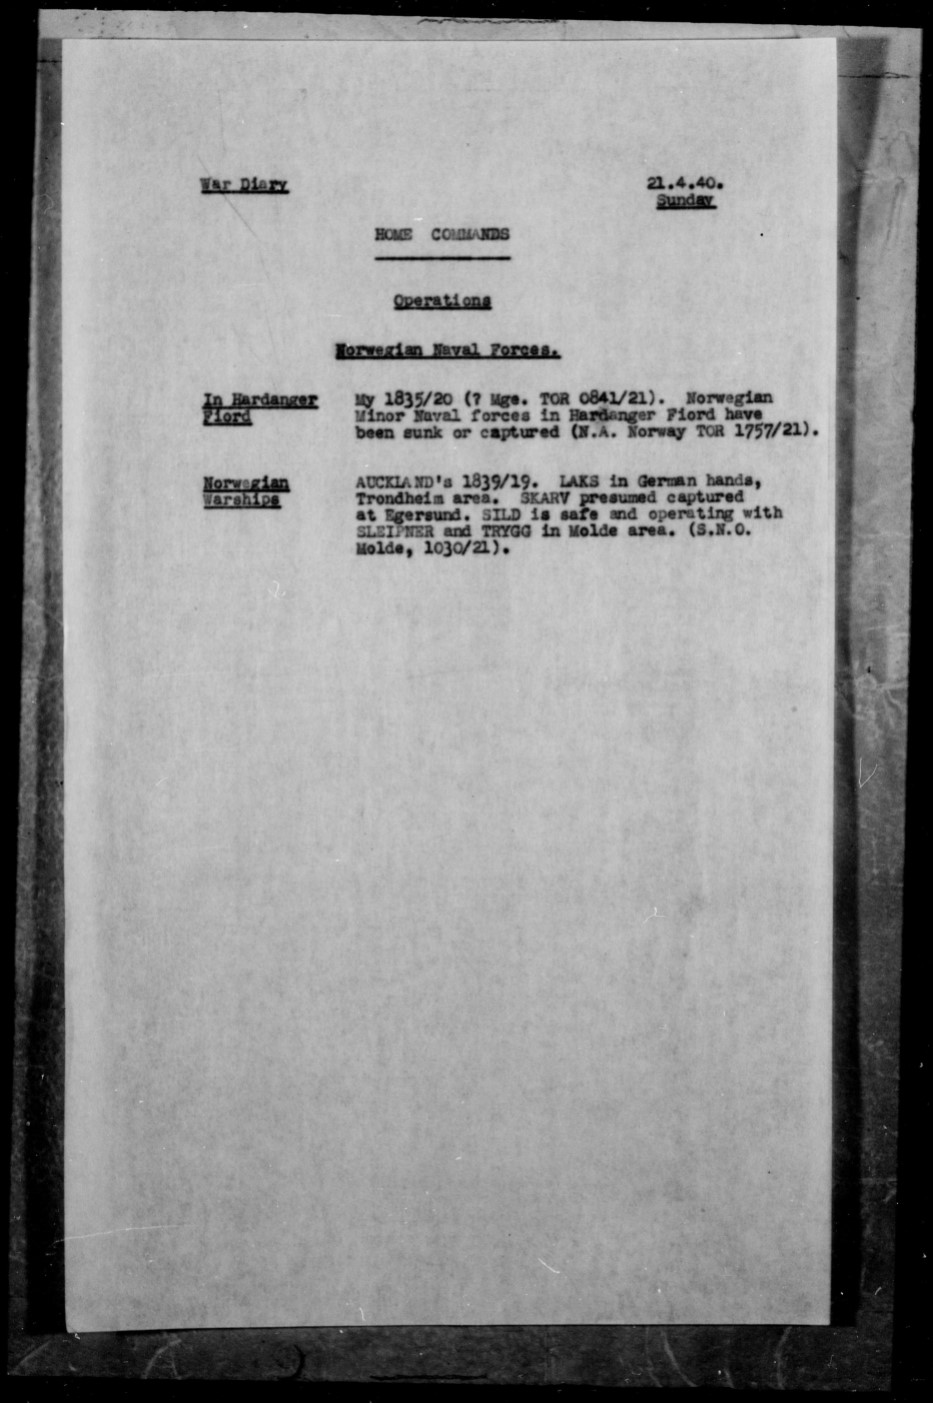 War Diary
21.4.40.
Sunday
HOME COMMANDS
Operations
Norwegian Naval Forces.
In Hardanger
Fiord
My 1835/20 (? Mge. TOR 0841/21). Norwegian
Minor Naval forces in Hardanger Fiord have
been sunk or captured (N.A. Norway TOR 1757/21).
Norwegian
Warships
AUCKLAND's 1839/19. LAKS in German hands,
Trondheim area. SKARV presumed captured
at Egersund. SILD is safe and operating with
SLEIPNER and TRYGG in Molde area. (S.N.O.
Molde, 1030/21).